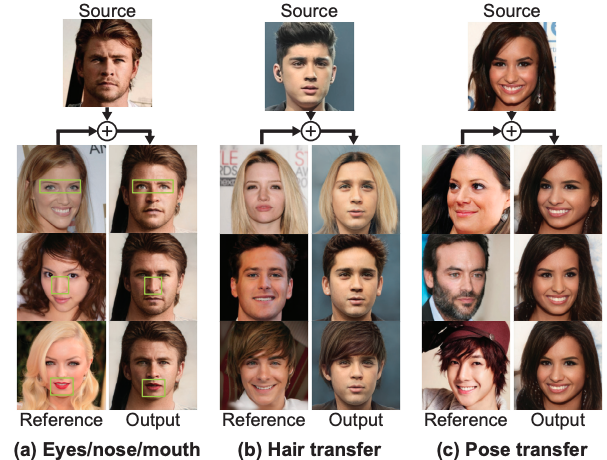 Source Source Source
Reference Output Reference Output Reference Output
(a) Eyes/nose/mouth (b) Hair transfer (c) Pose transfer